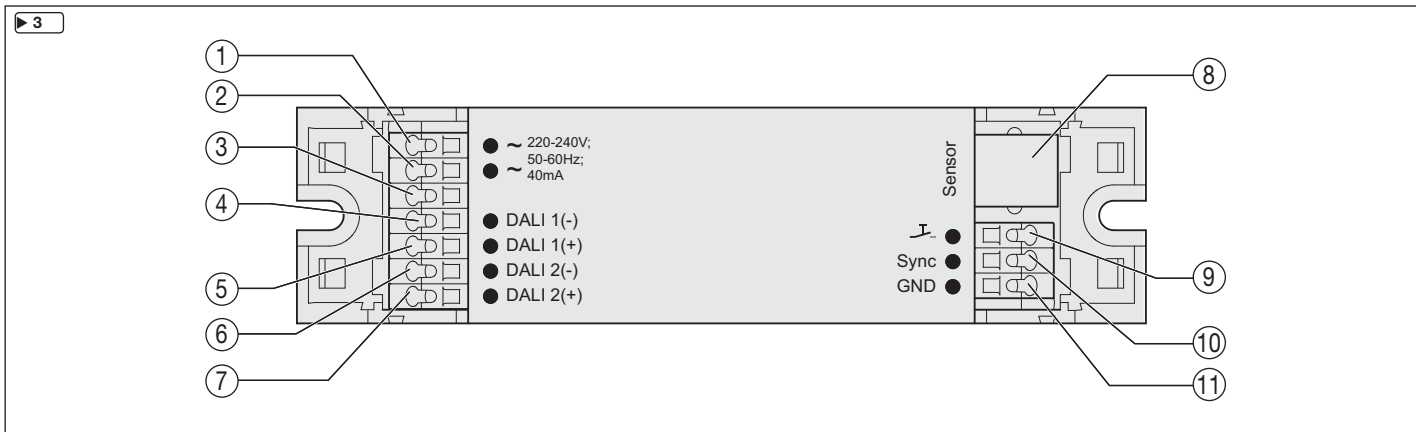 ▶ 3
1
2
3
4
5
6
7
~ 220-240V;
50-60Hz;
~ 40mA
DALI 1(-)
DALI 1(+)
DALI 2(-)
DALI 2(+)
Sensor
Sync
GND
8
9
10
11